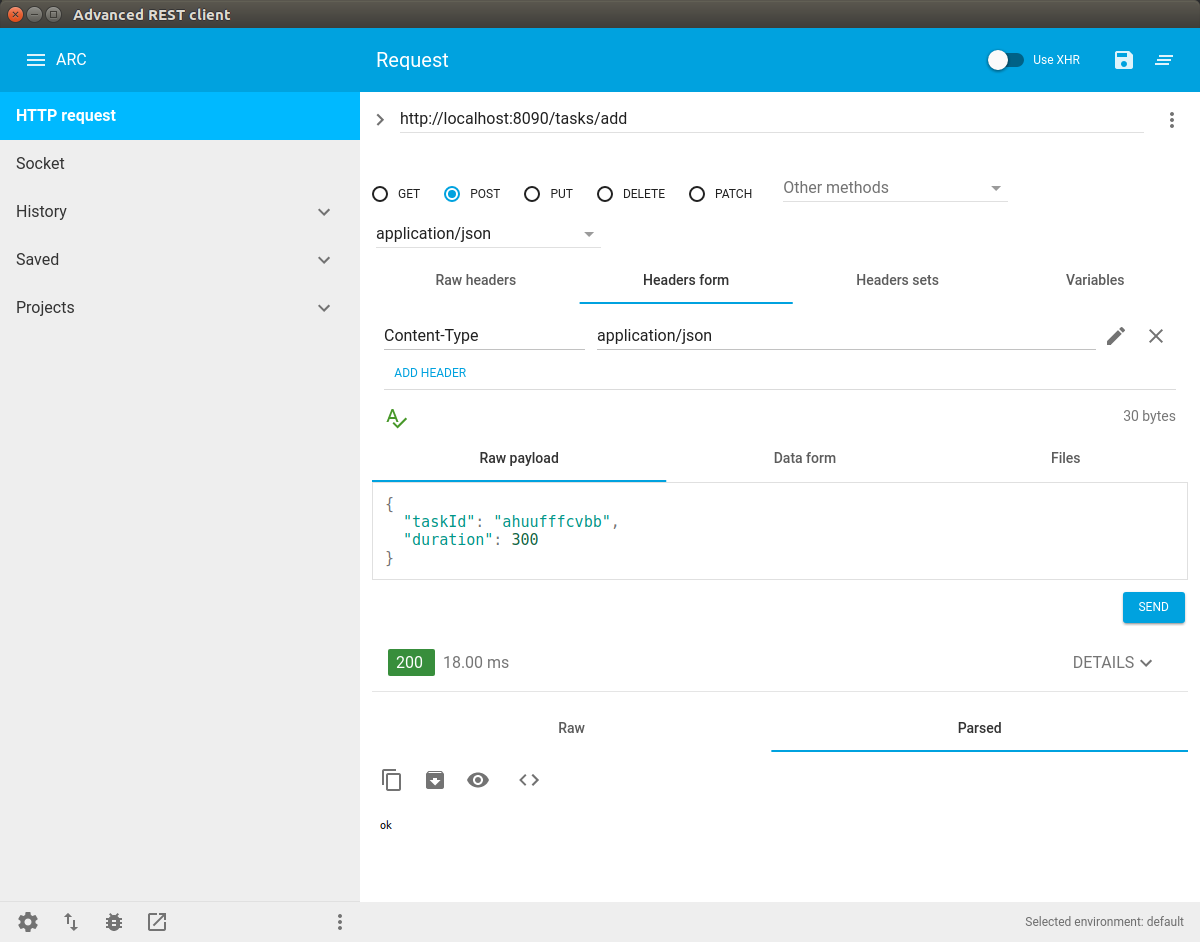 Advanced REST client
ARC
Request
Use XHR
HTTP request
Socket
History
Saved
Projects
http://localhost:8090/tasks/add
GET POST PUT DELETE PATCH Other methods
application/json
Raw headers Headers form Headers sets Variables
Content-Type application/json
ADD HEADER
30 bytes
Raw payload Data form Files
{
"taskId": "ahuufffcvbb",
"duration": 300
}
SEND
200 18.00 ms DETAILS
Raw Parsed
ok
Selected environment: default